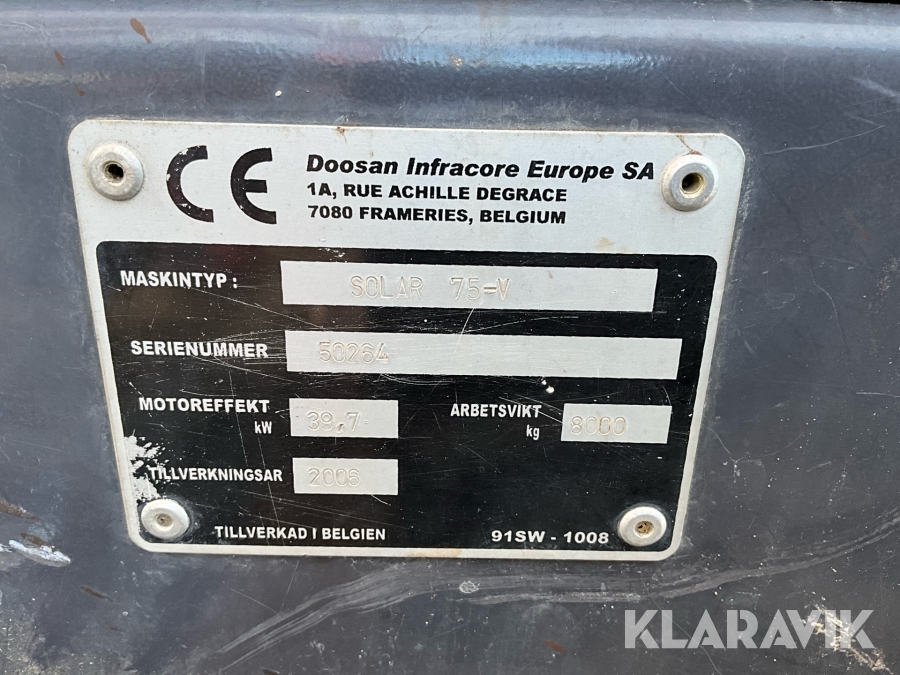 CE
Doosan Infracore Europe SA
1A, RUE ACHILLE DEGRACE
7080 FRAMERIES, BELGIUM
MASKINTYP : SOLAR 75-V
SERIENUMMER 50264
MOTOREFFEKT kW 39,7 ARBETSVIKT kg 8000
TILLVERKNINGSAR 2006
TILLVERKAD I BELGIEN 91SW - 1008
KLARAVIK